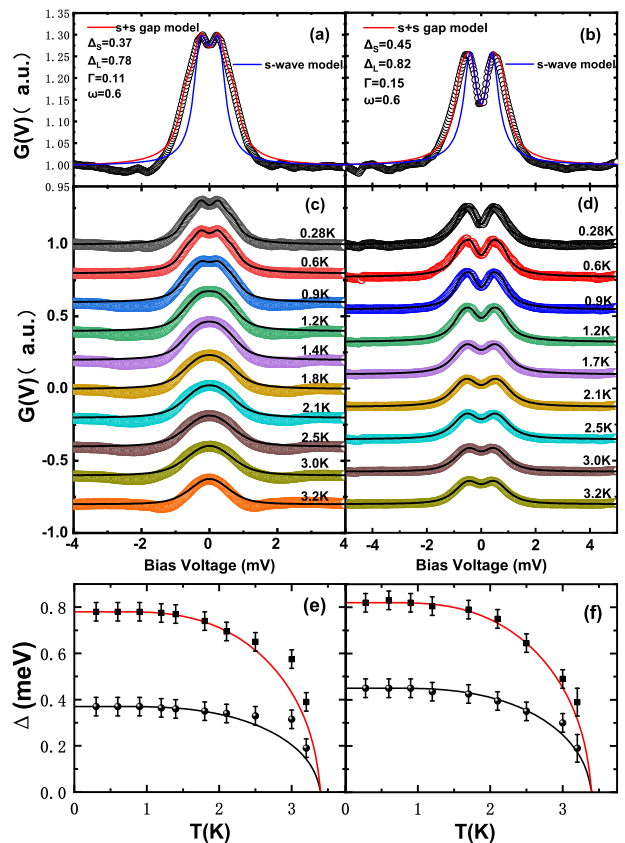 s+s gap model
(a)
Δ_S=0.37
Δ_L=0.78
Γ=0.11
ω=0.6
s-wave model
1.30
1.25
1.20
1.15
1.10
1.05
1.00
0.95
G(V)( a.u.)
s+s gap model
(b)
Δ_S=0.45
Δ_L=0.82
Γ=0.15
ω=0.6
s-wave model
(c)
0.28K
0.6K
0.9K
1.2K
1.4K
1.8K
2.1K
2.5K
3.0K
3.2K
1.0
0.5
0.0
-0.5
-1.0
G(V)( a.u.)
-4 -2 0 2 4
Bias Voltage (mV)
(d)
0.28K
0.6K
0.9K
1.2K
1.7K
2.1K
2.5K
3.0K
3.2K
-4 -2 0 2 4
Bias Voltage (mV)
(e)
0.8
0.6
0.4
0.2
0.0
Δ (meV)
0 1 2 3
T(K)
(f)
0 1 2 3
T(K)